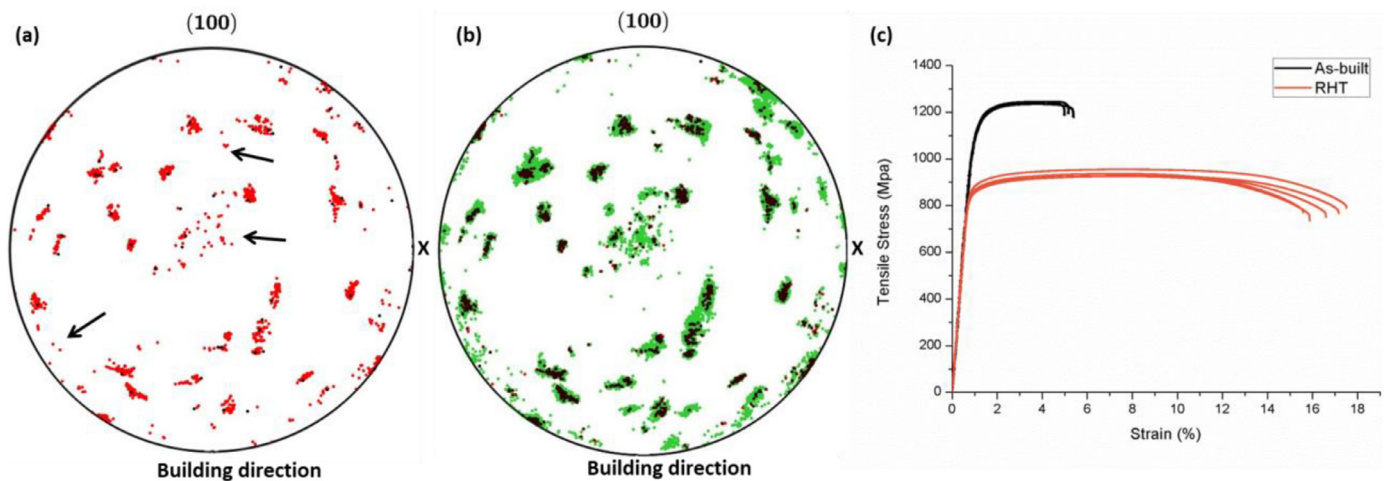 (a)
(100)
X
Building direction
(b)
(100)
X
Building direction
(c)
1400
1200
1000
800
600
400
200
0
Tensile Stress (Mpa)
As-built
RHT
0 2 4 6 8 10 12 14 16 18
Strain (%)